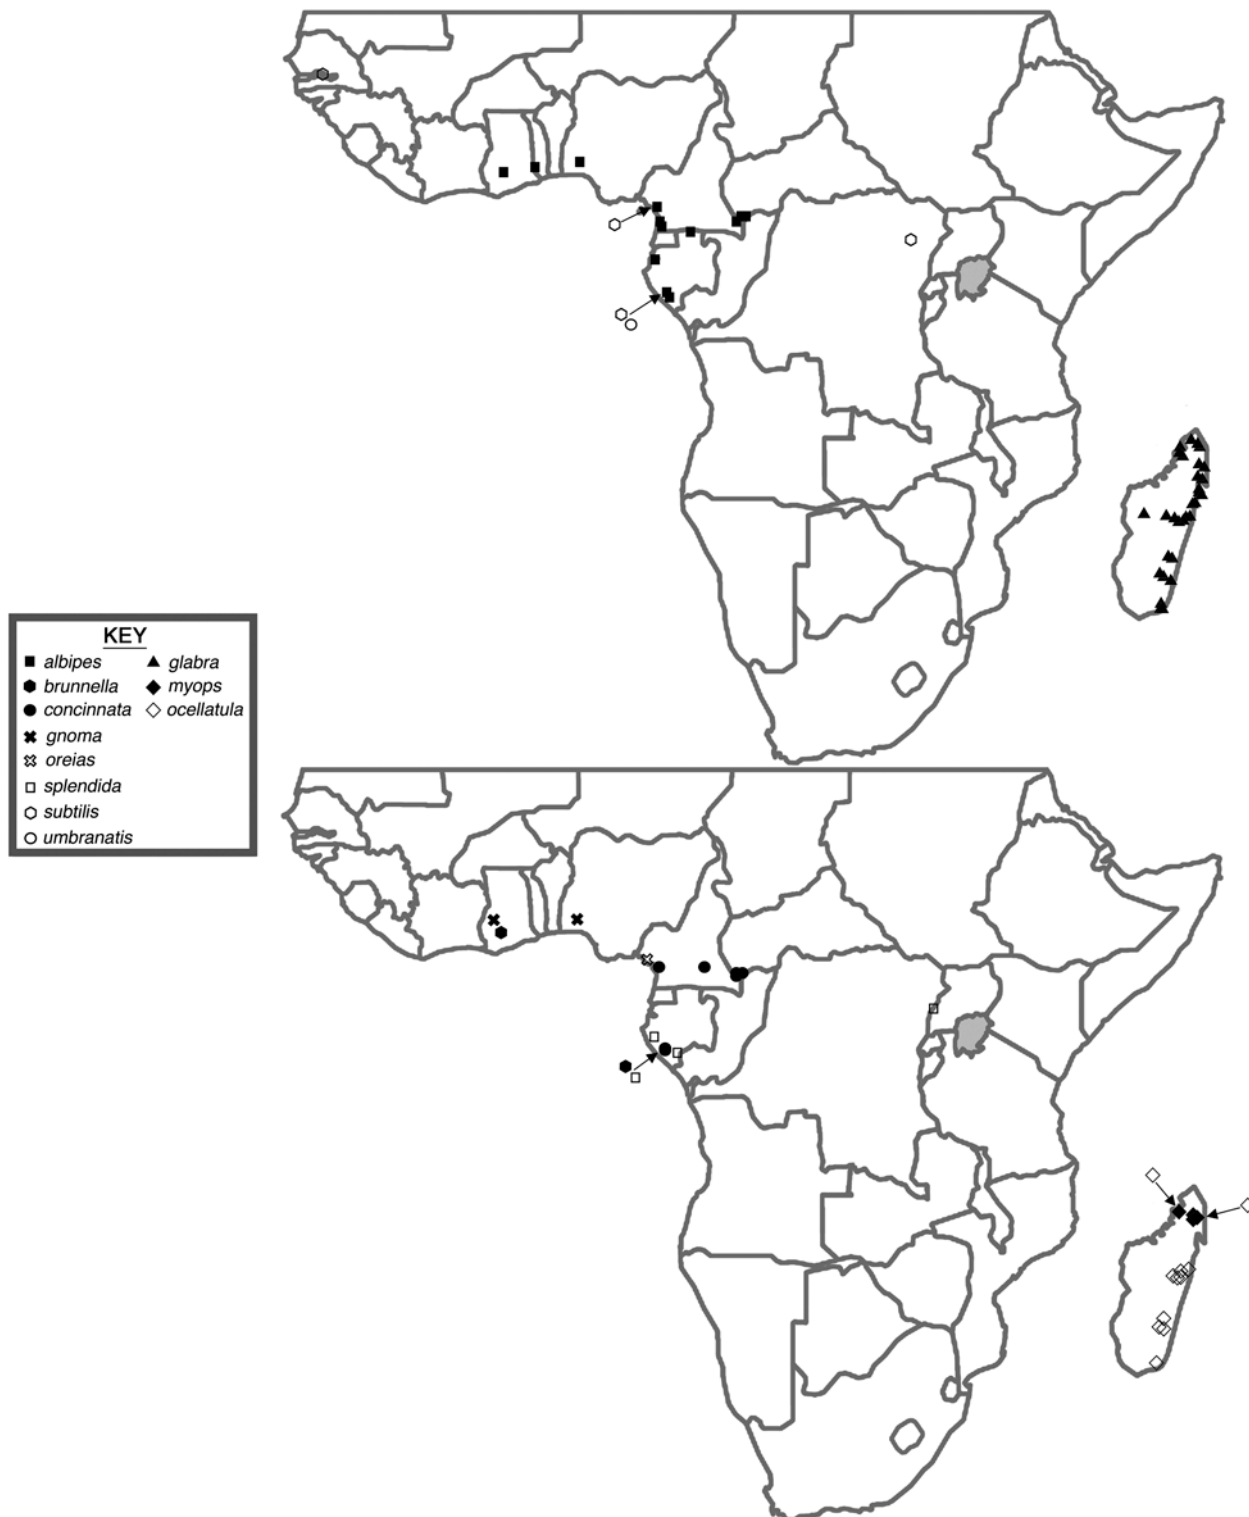 KEY
albipes glabra
brunnella myops
concinnata ocellatula
gnoma
oreias
splendida
subtilis
umbranatis